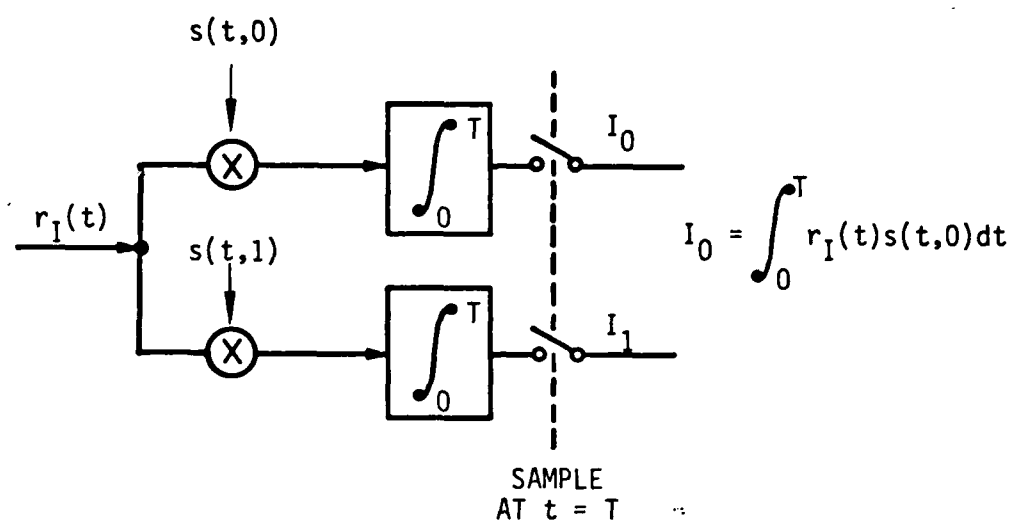 s(t,0)
X
∫ T
0
I_0
r_I(t)
s(t,1)
I_0 = ∫_0^T r_I(t)s(t,0)dt
X
∫ T
0
I_1
SAMPLE
AT t = T